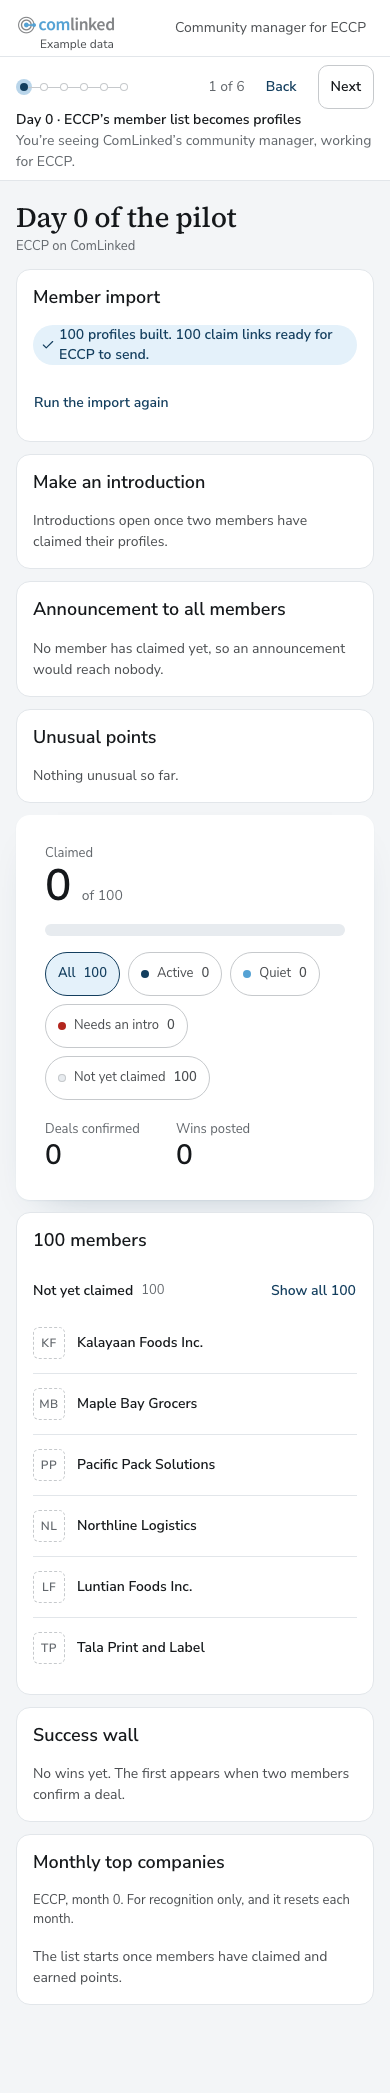 comlinked
Example data
Community manager for ECCP
1 of 6
Back
Next
Day 0 · ECCP’s member list becomes profiles
You’re seeing ComLinked’s community manager, working
for ECCP.
Day 0 of the pilot
ECCP on ComLinked
Member import
100 profiles built. 100 claim links ready for
ECCP to send.
Run the import again
Make an introduction
Introductions open once two members have
claimed their profiles.
Announcement to all members
No member has claimed yet, so an announcement
would reach nobody.
Unusual points
Nothing unusual so far.
Claimed
0 of 100
All 100
Active 0
Quiet 0
Needs an intro 0
Not yet claimed 100
Deals confirmed
0
Wins posted
0
100 members
Not yet claimed 100
Show all 100
KF Kalayaan Foods Inc.
MB Maple Bay Grocers
PP Pacific Pack Solutions
NL Northline Logistics
LF Luntian Foods Inc.
TP Tala Print and Label
Success wall
No wins yet. The first appears when two members
confirm a deal.
Monthly top companies
ECCP, month 0. For recognition only, and it resets each
month.
The list starts once members have claimed and
earned points.